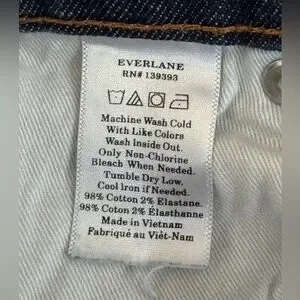 EVERLANE
RN# 139393
Machine Wash Cold
With Like Colors
Wash Inside Out.
Only Non-Chlorine
Bleach When Needed.
Tumble Dry Low.
Cool Iron if Needed.
98% Cotton 2% Elastane.
98% Coton 2% Élasthanne
Made in Vietnam
Fabriqué au Viêt-Nam